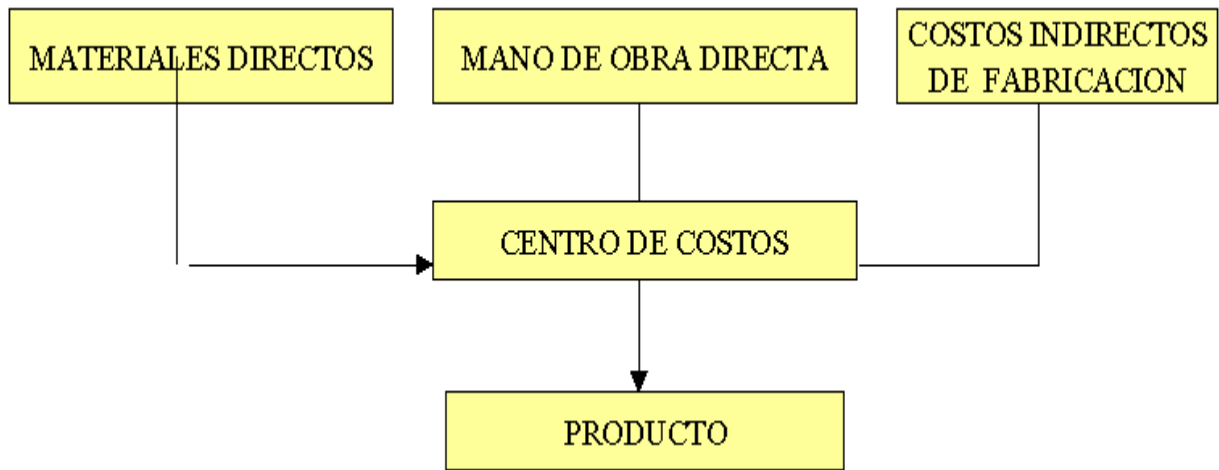 MATERIALES DIRECTOS
MANO DE OBRA DIRECTA
COSTOS INDIRECTOS
DE FABRICACION
CENTRO DE COSTOS
PRODUCTO